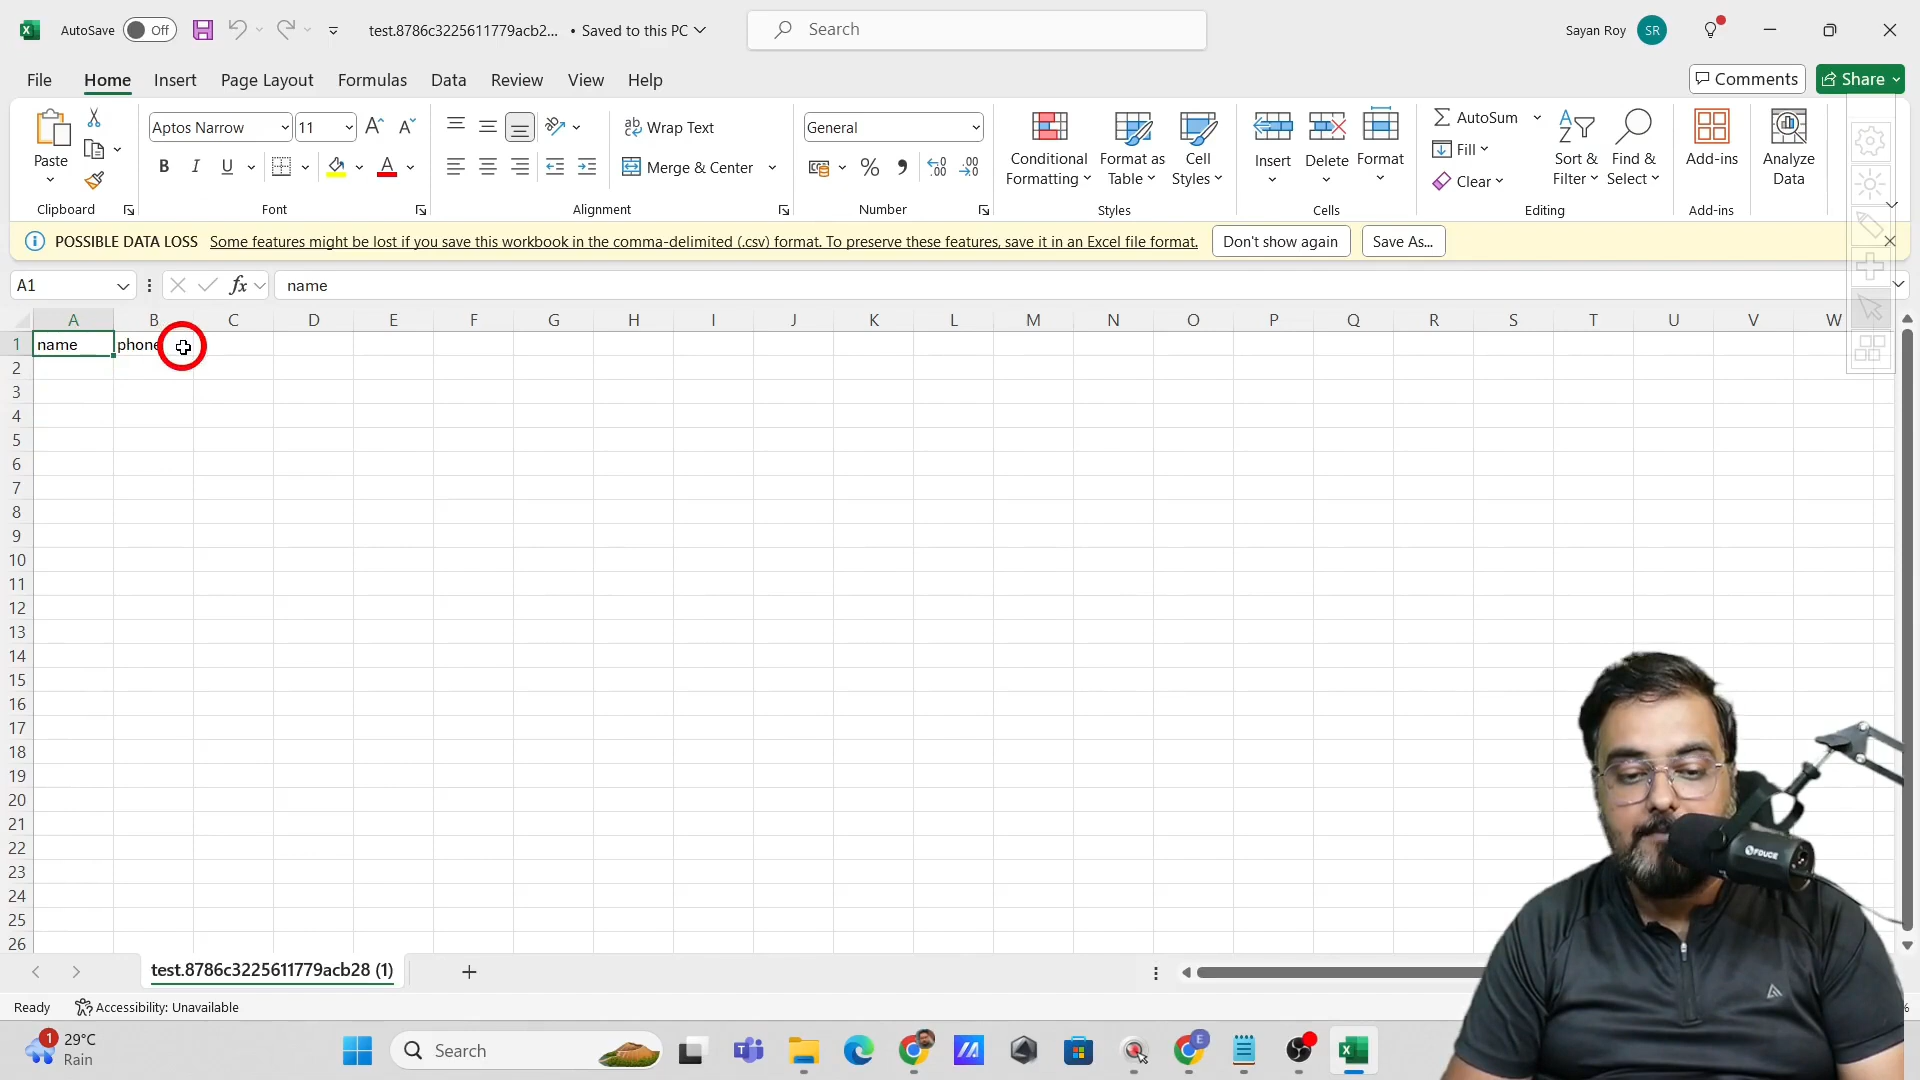 AutoSave Off test.8786c3225611779acb2... • Saved to this PC Search Sayan Roy SR
File Home Insert Page Layout Formulas Data Review View Help Comments Share
Paste Aptos Narrow 11 Wrap Text General Conditional Formatting Format as Table Cell Styles Insert Delete Format AutoSum Sort & Filter Find & Select Add-ins Analyze Data
B I U Merge & Center % Fill
Clear
Clipboard Font Alignment Number Styles Cells Editing Add-ins
POSSIBLE DATA LOSS Some features might be lost if you save this workbook in the comma-delimited (.csv) format. To preserve these features, save it in an Excel file format. Don't show again Save As...
A1 fx name
A B C D E F G H I J K L M N O P Q R S T U V W
1 name phone
2
3
4
5
6
7
8
9
10
11
12
13
14
15
16
17
18
19
20
21
22
23
24
25
26
test.8786c3225611779acb28 (1)
Ready Accessibility: Unavailable
1 29°C
Rain
Search
E
FDUCE